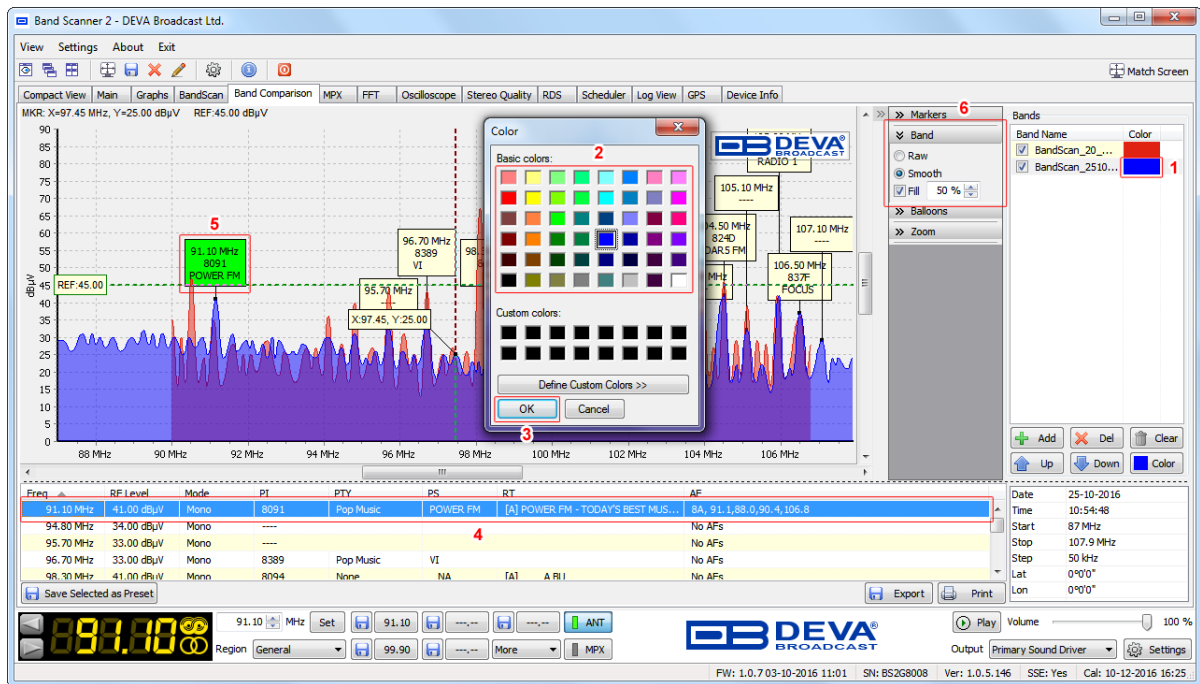 Band Scanner 2 - DEVA Broadcast Ltd.
View Settings About Exit
Match Screen
Compact View Main Graphs BandScan Band Comparison MPX FFT Oscilloscope Stereo Quality RDS Scheduler Log View GPS Device Info
MKR: X=97.45 MHz, Y=25.00 dBµV REF:45.00 dBµV
90
85
80
75
70
65
60
55
50
45
40
35
30
25
20
15
10
5
0
dBµV
REF:45.00
5
91.10 MHz
8091
POWER FM
95.70 MHz
----
X:97.45, Y:25.00
96.70 MHz
8389
VI
98.
DEVA
BROADCAST
RADIO 1
105.10 MHz
----
04.50 MHz
824D
DAR5 FM
MHz
107.10 MHz
----
106.50 MHz
837F
FOCUS
88 MHz 90 MHz 92 MHz 94 MHz 96 MHz 98 MHz 100 MHz 102 MHz 104 MHz 106 MHz
Color
2
Basic colors:
Custom colors:
Define Custom Colors >>
OK Cancel
3
Markers
6
Band
Raw
Smooth
Fill 50 %
Balloons
Zoom
Bands
Band Name Color
BandScan_20_...
BandScan_2510...
1
Add Del Clear
Up Down Color
Freq RF Level Mode PI PTY PS RT AF
91.10 MHz 41.00 dBµV Mono 8091 Pop Music POWER FM [A] POWER FM - TODAY'S BEST MUS... 8A, 91.1,88.0,90.4,106.8
94.80 MHz 34.00 dBµV Mono ---- No AFs
4
95.70 MHz 33.00 dBµV Mono ---- No AFs
96.70 MHz 33.00 dBµV Mono 8389 Pop Music VI No AFs
98.30 MHz 41.00 dBµV Mono 8094 None NA [A] A BU No AFs
Date 25-10-2016
Time 10:54:48
Start 87 MHz
Stop 107.9 MHz
Step 50 kHz
Lat 0°0'0"
Lon 0°0'0"
Save Selected as Preset
Export Print
91.10
91.10 MHz Set 91.10 ---.-- ---.-- ANT
Region General 99.90 ---.-- More MPX
DEVA®
BROADCAST
Play Volume 100 %
Output Primary Sound Driver Settings
FW: 1.0.7 03-10-2016 11:01 SN: BS2G8008 Ver: 1.0.5.146 SSE: Yes Cal: 10-12-2016 16:25